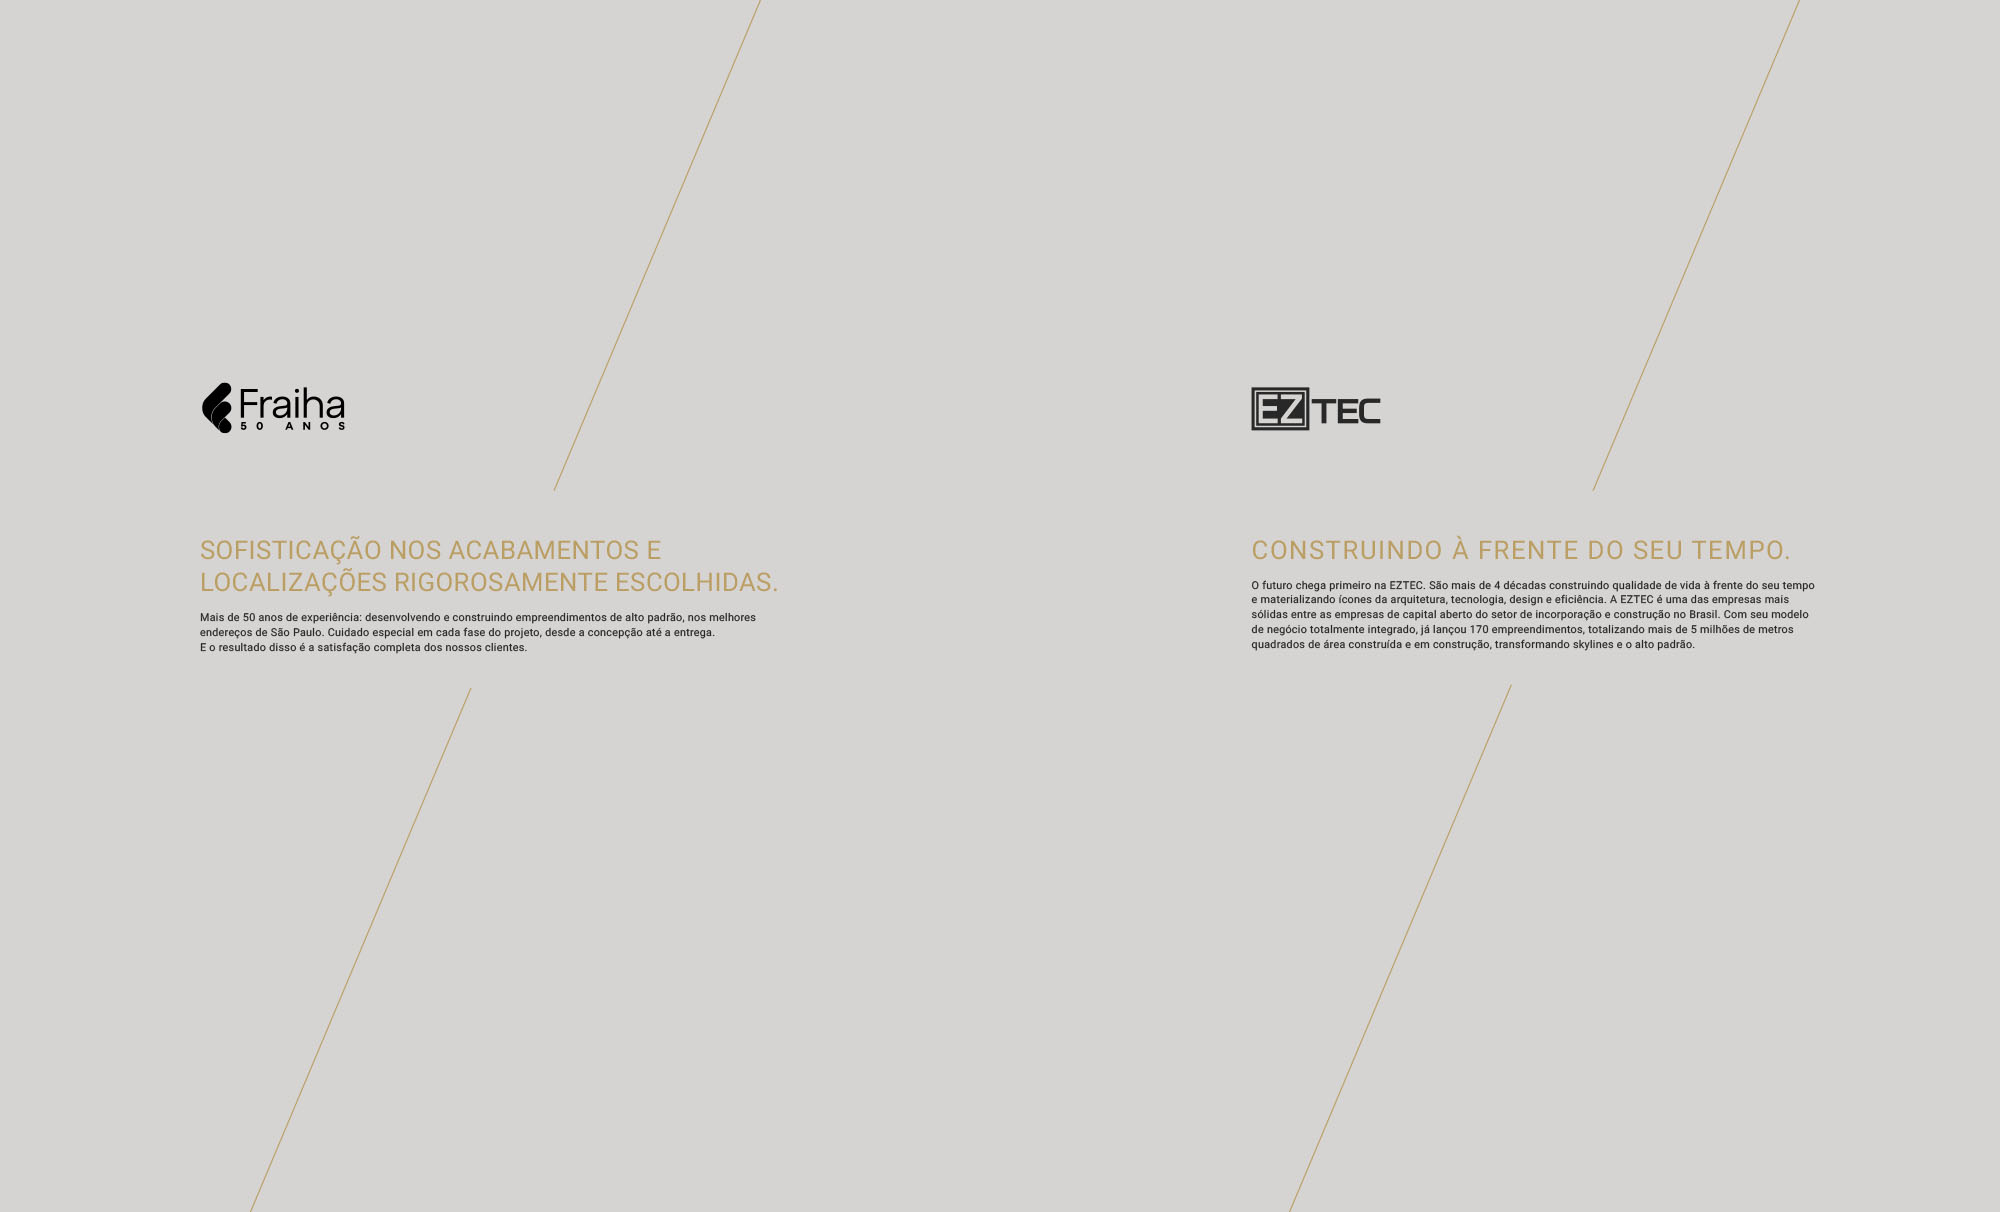 Fraiha
50 ANOS
SOFISTICAÇÃO NOS ACABAMENTOS E
LOCALIZAÇÕES RIGOROSAMENTE ESCOLHIDAS.
Mais de 50 anos de experiência: desenvolvendo e construindo empreendimentos de alto padrão, nos melhores
endereços de São Paulo. Cuidado especial em cada fase do projeto, desde a concepção até a entrega.
E o resultado disso é a satisfação completa dos nossos clientes.
EZTEC
CONSTRUINDO À FRENTE DO SEU TEMPO.
O futuro chega primeiro na EZTEC. São mais de 4 décadas construindo qualidade de vida à frente do seu tempo
e materializando ícones da arquitetura, tecnologia, design e eficiência. A EZTEC é uma das empresas mais
sólidas entre as empresas de capital aberto do setor de incorporação e construção no Brasil. Com seu modelo
de negócio totalmente integrado, já lançou 170 empreendimentos, totalizando mais de 5 milhões de metros
quadrados de área construída e em construção, transformando skylines e o alto padrão.